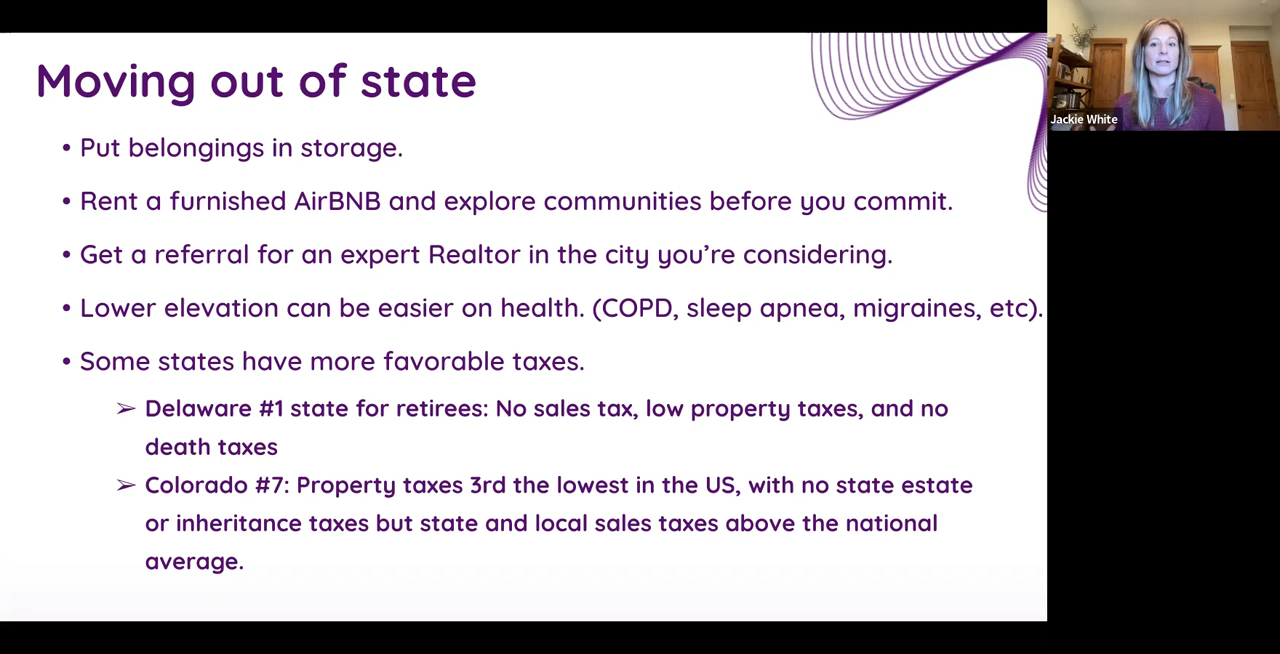 Moving out of state
• Put belongings in storage.
• Rent a furnished AirBNB and explore communities before you commit.
• Get a referral for an expert Realtor in the city you’re considering.
• Lower elevation can be easier on health. (COPD, sleep apnea, migraines, etc).
• Some states have more favorable taxes.
➢ Delaware #1 state for retirees: No sales tax, low property taxes, and no
death taxes
➢ Colorado #7: Property taxes 3rd the lowest in the US, with no state estate
or inheritance taxes but state and local sales taxes above the national
average.
Jackie White